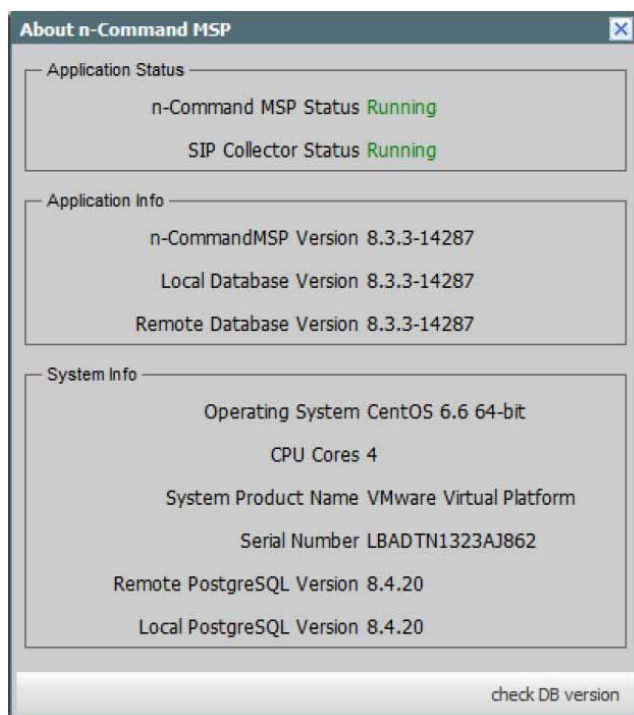 About n-Command MSP
Application Status
n-Command MSP Status Running
SIP Collector Status Running
Application Info
n-CommandMSP Version 8.3.3-14287
Local Database Version 8.3.3-14287
Remote Database Version 8.3.3-14287
System Info
Operating System CentOS 6.6 64-bit
CPU Cores 4
System Product Name VMware Virtual Platform
Serial Number LBADTN1323AJ862
Remote PostgreSQL Version 8.4.20
Local PostgreSQL Version 8.4.20
check DB version